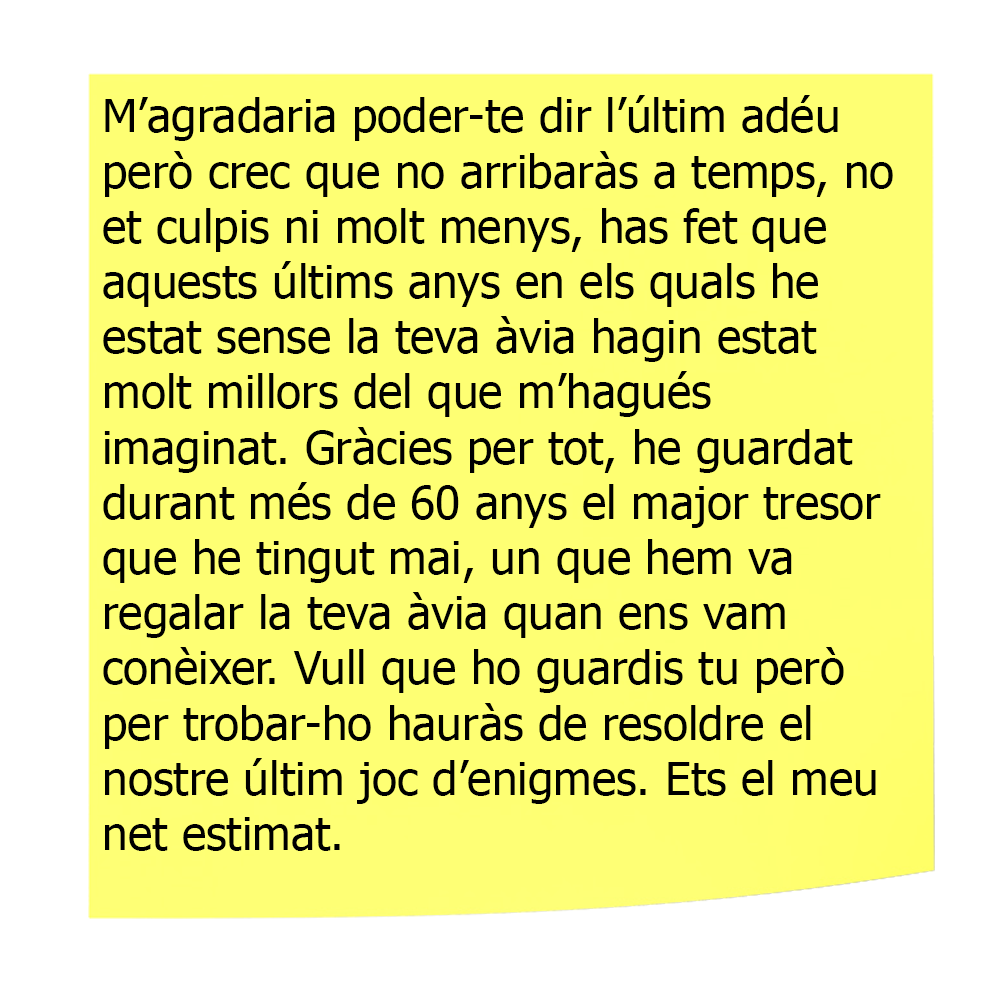 M’agradaria poder-te dir l’últim adéu
però crec que no arribaràs a temps, no
et culpis ni molt menys, has fet que
aquests últims anys en els quals he
estat sense la teva àvia hagin estat
molt millors del que m’hagués
imaginat. Gràcies per tot, he guardat
durant més de 60 anys el major tresor
que he tingut mai, un que hem va
regalar la teva àvia quan ens vam
conèixer. Vull que ho guardis tu però
per trobar-ho hauràs de resoldre el
nostre últim joc d’enigmes. Ets el meu
net estimat.